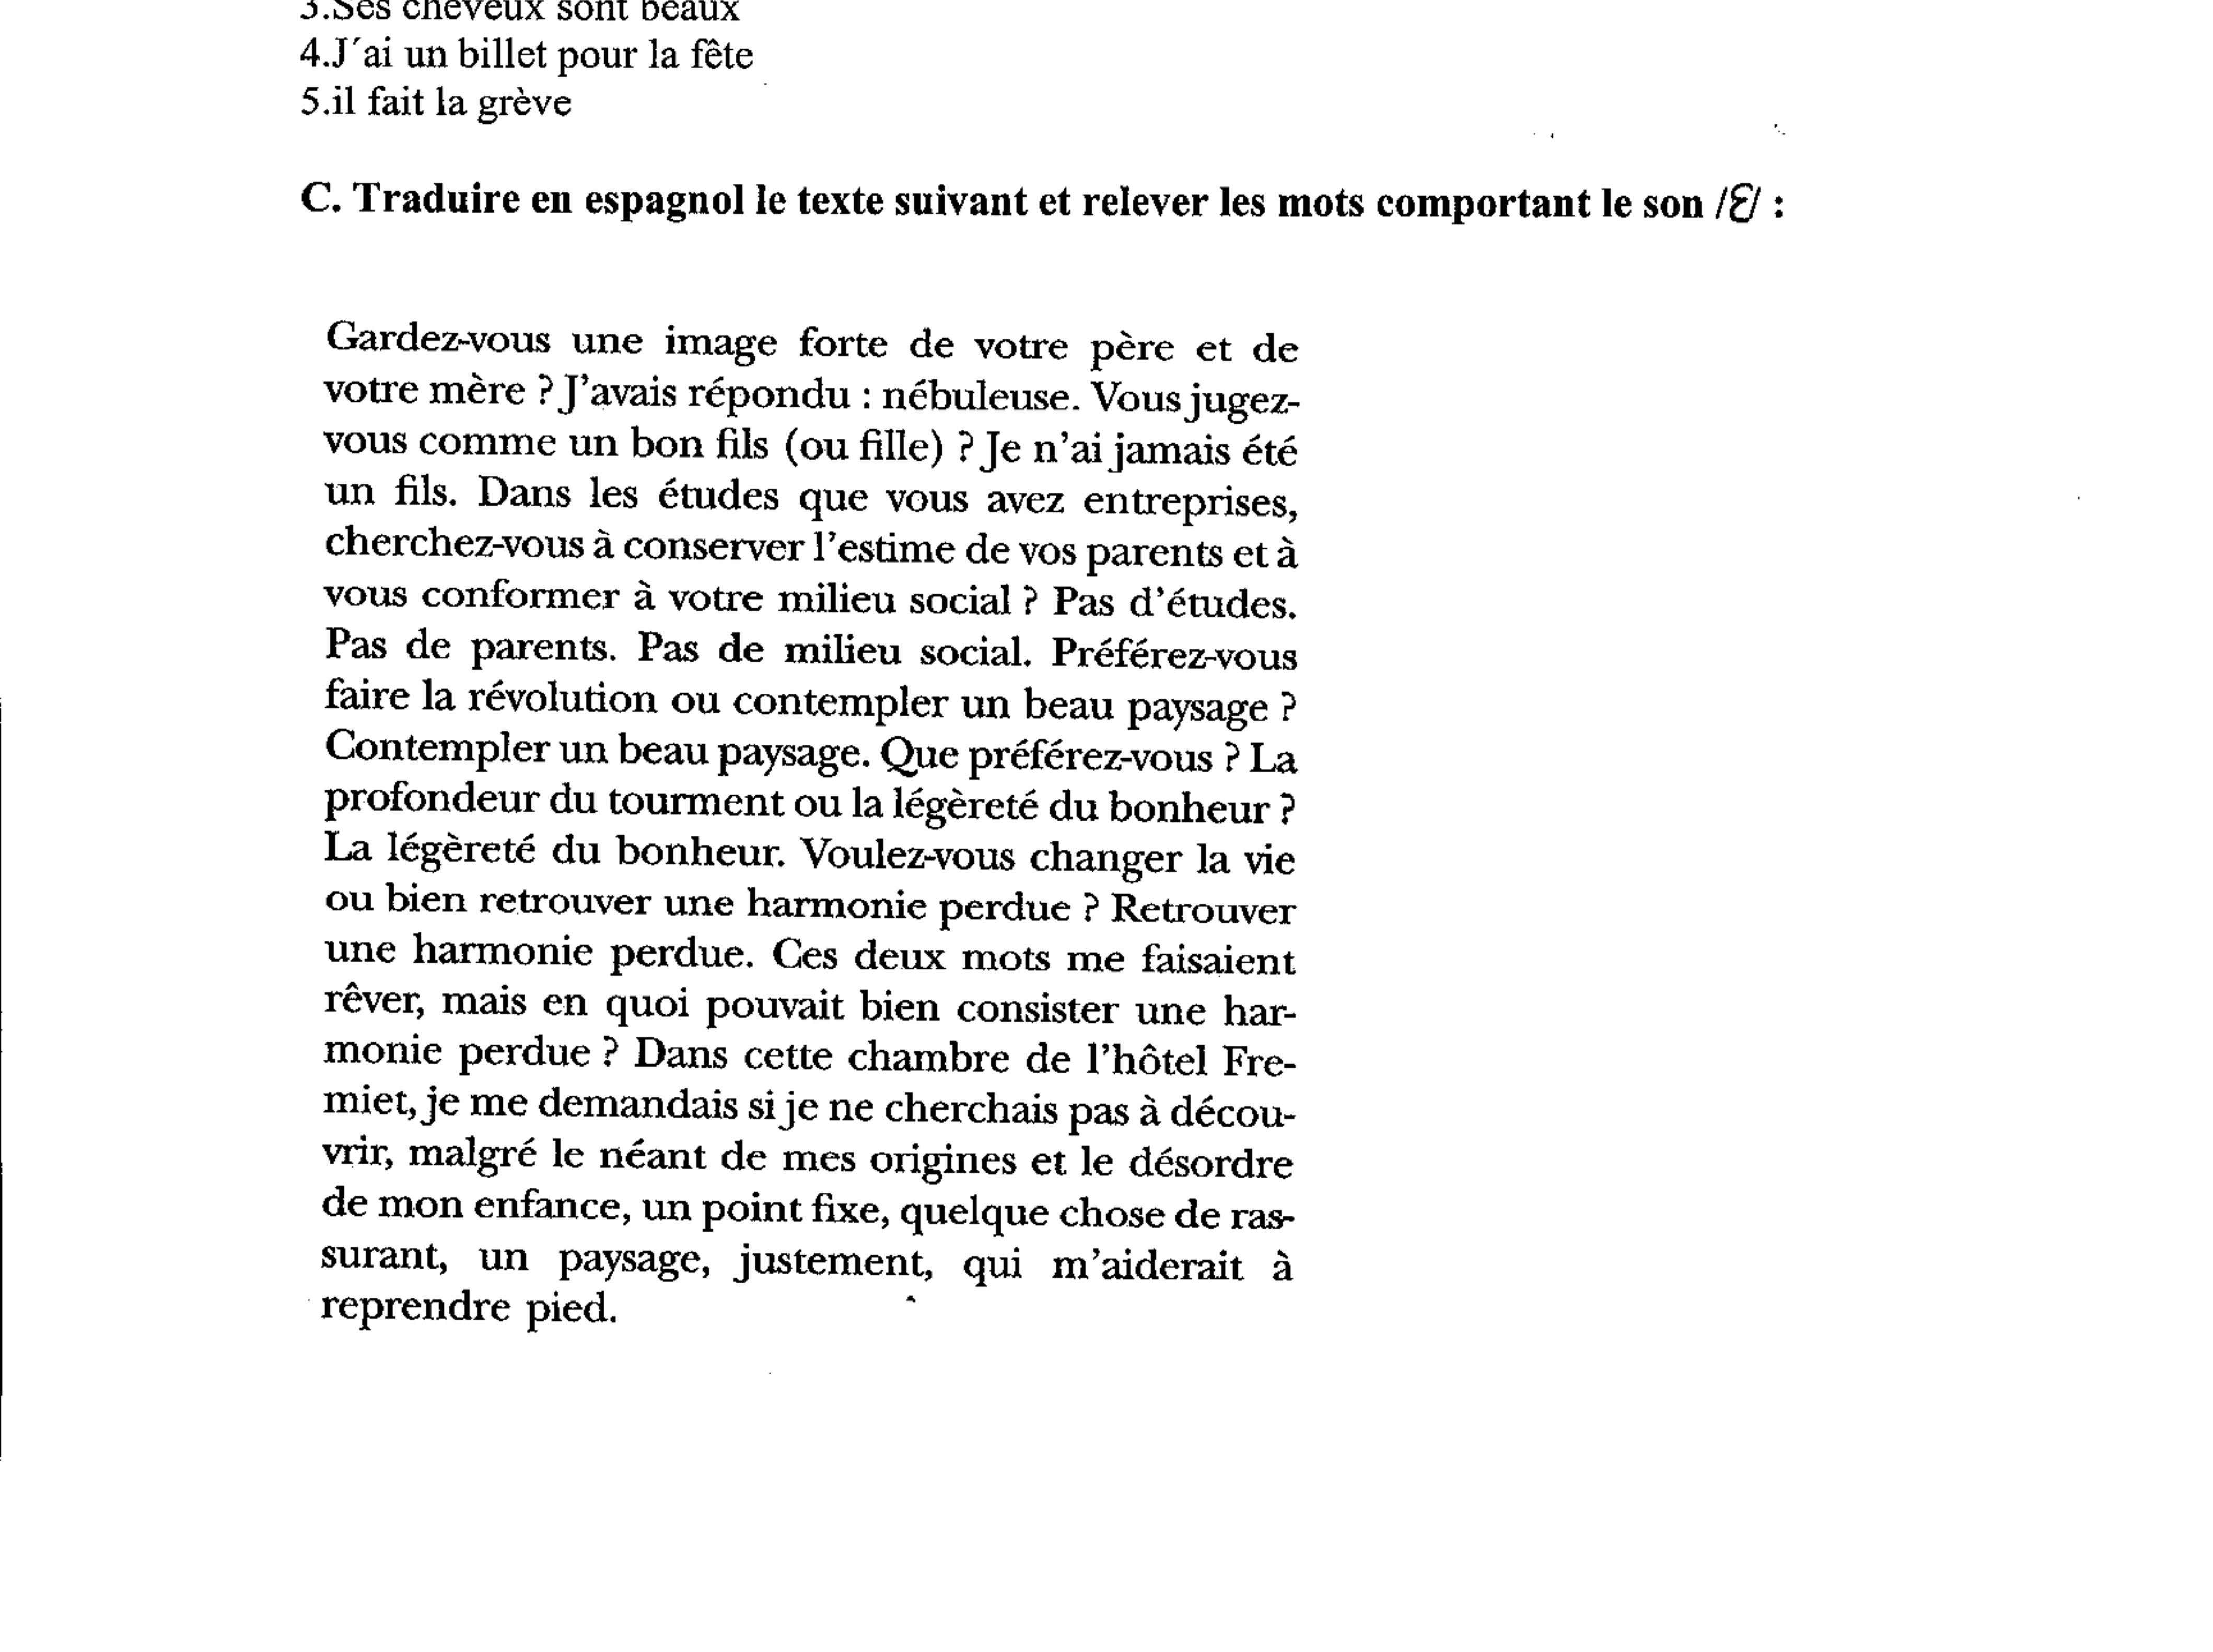 3.Ses cheveux sont beaux
4.J´ai un billet pour la fête
5.il fait la grève
C. Traduire en espagnol le texte suivant et relever les mots comportant le son /Ɛ/ :
Gardez-vous une image forte de votre père et de
votre mère ? J’avais répondu : nébuleuse. Vous jugez-
vous comme un bon fils (ou fille) ? Je n’ai jamais été
un fils. Dans les études que vous avez entreprises,
cherchez-vous à conserver l’estime de vos parents et à
vous conformer à votre milieu social ? Pas d’études.
Pas de parents. Pas de milieu social. Préférez-vous
faire la révolution ou contempler un beau paysage ?
Contempler un beau paysage. Que préférez-vous ? La
profondeur du tourment ou la légèreté du bonheur ?
La légèreté du bonheur. Voulez-vous changer la vie
ou bien retrouver une harmonie perdue ? Retrouver
une harmonie perdue. Ces deux mots me faisaient
rêver, mais en quoi pouvait bien consister une har-
monie perdue ? Dans cette chambre de l’hôtel Fre-
miet, je me demandais si je ne cherchais pas à décou-
vrir, malgré le néant de mes origines et le désordre
de mon enfance, un point fixe, quelque chose de ras-
surant, un paysage, justement, qui m’aiderait à
reprendre pied.